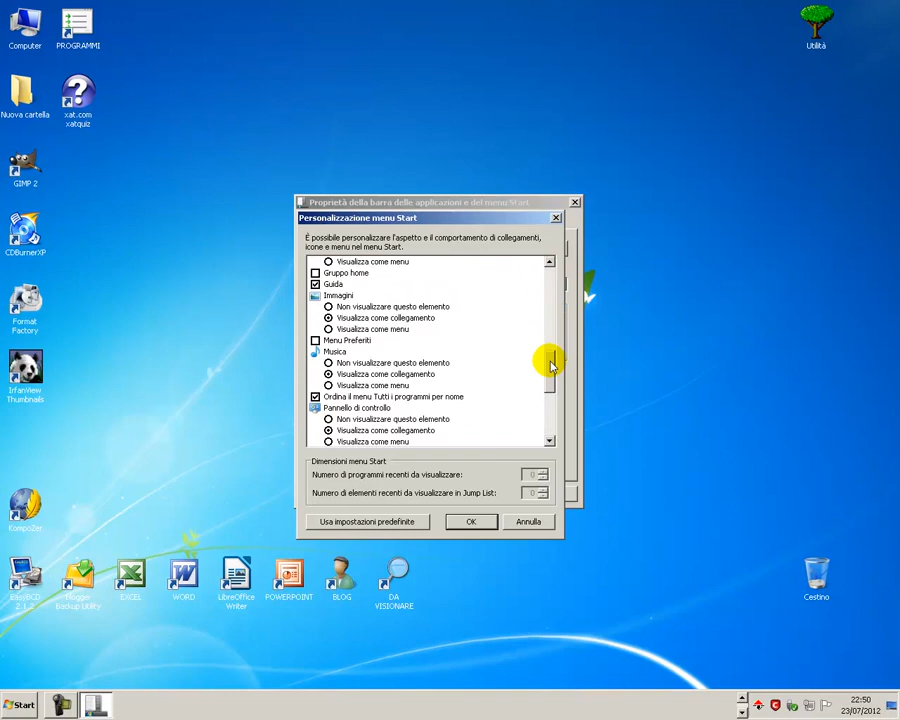 Computer
PROGRAMMI
Utilità
Nuova cartella
xat.com
xatquiz
GIMP 2
CDBurnerXP
Format
Factory
IrfanView
Thumbnails
KompoZer
EasyBCD
2.1.2
Blogger
Backup Utility
EXCEL
WORD
LibreOffice
Writer
POWERPOINT
BLOG
DA
VISIONARE
Cestino
Proprietà della barra delle applicazioni e del menu Start
Personalizzazione menu Start
È possibile personalizzare l'aspetto e il comportamento di collegamenti,
icone e menu nel menu Start.
Visualizza come menu
Gruppo home
Guida
Immagini
Non visualizzare questo elemento
Visualizza come collegamento
Visualizza come menu
Menu Preferiti
Musica
Non visualizzare questo elemento
Visualizza come collegamento
Visualizza come menu
Ordina il menu Tutti i programmi per nome
Pannello di controllo
Non visualizzare questo elemento
Visualizza come collegamento
Visualizza come menu
Dimensioni menu Start
Numero di programmi recenti da visualizzare: 0
Numero di elementi recenti da visualizzare in Jump List: 0
Usa impostazioni predefinite
OK
Annulla
Start
22:50
23/07/2012